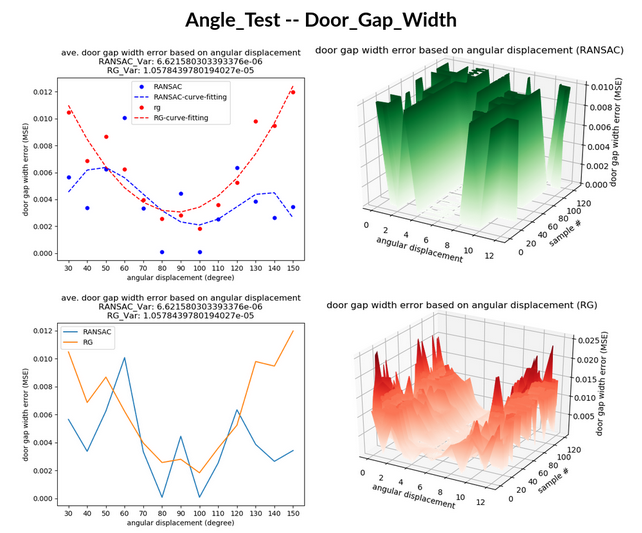 Angle_Test -- Door_Gap_Width
ave. door gap width error based on angular displacement
RANSAC_Var: 6.621580303393376e-06
RG_Var: 1.0578439780194027e-05
door gap width error (MSE)
0.012
0.010
0.008
0.006
0.004
0.002
0.000
RANSAC
RANSAC-curve-fitting
rg
RG-curve-fitting
30 40 50 60 70 80 90 100 110 120 130 140 150
angular displacement (degree)
door gap width error based on angular displacement (RANSAC)
0.010
0.008
0.006
0.004
0.002
0.000
door gap width error (MSE)
0 2 4 6 8 10 12
angular displacement
0 20 40 60 80 100 120
sample #
ave. door gap width error based on angular displacement
RANSAC_Var: 6.621580303393376e-06
RG_Var: 1.0578439780194027e-05
door gap width error (MSE)
0.012
0.010
0.008
0.006
0.004
0.002
0.000
RANSAC
RG
30 40 50 60 70 80 90 100 110 120 130 140 150
angular displacement (degree)
door gap width error based on angular displacement (RG)
0.025
0.020
0.015
0.010
0.005
door gap width error (MSE)
0 2 4 6 8 10 12
angular displacement
0 20 40 60 80 100 120
sample #